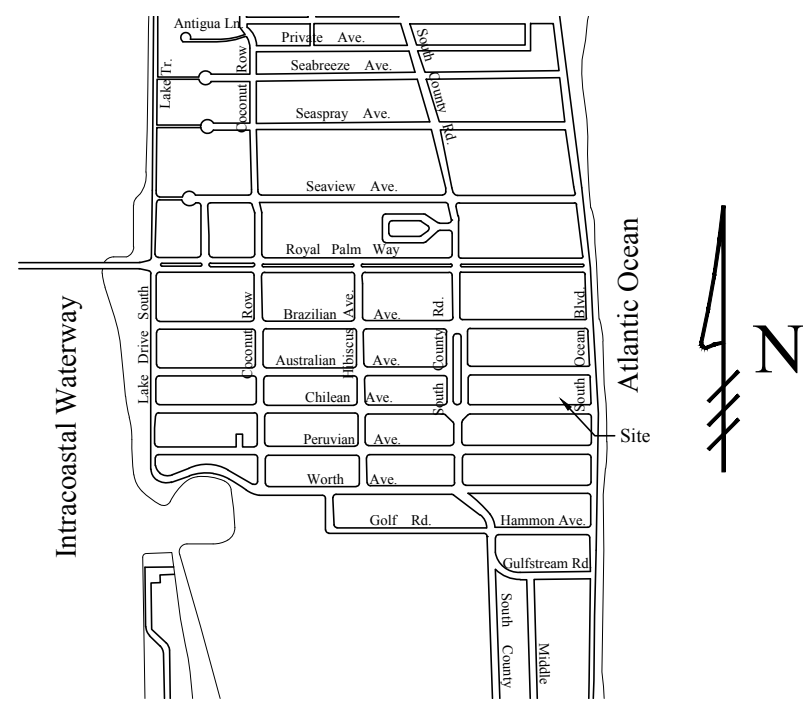 Antigua Ln.
Private Ave.
Seabreeze Ave.
Seaspray Ave.
Seaview Ave.
Royal Palm Way
Brazilian Ave.
Australian Ave.
Chilean Ave.
Peruvian Ave.
Worth Ave.
Golf Rd.
Hammon Ave.
Gulfstream Rd
Lake Tr.
Coconut Row
South County Rd.
Lake Drive South
Coconut Row
Hibiscus Ave.
South County Rd.
South Ocean Blvd.
South County
Middle
Intracoastal Waterway
Atlantic Ocean
Site
N